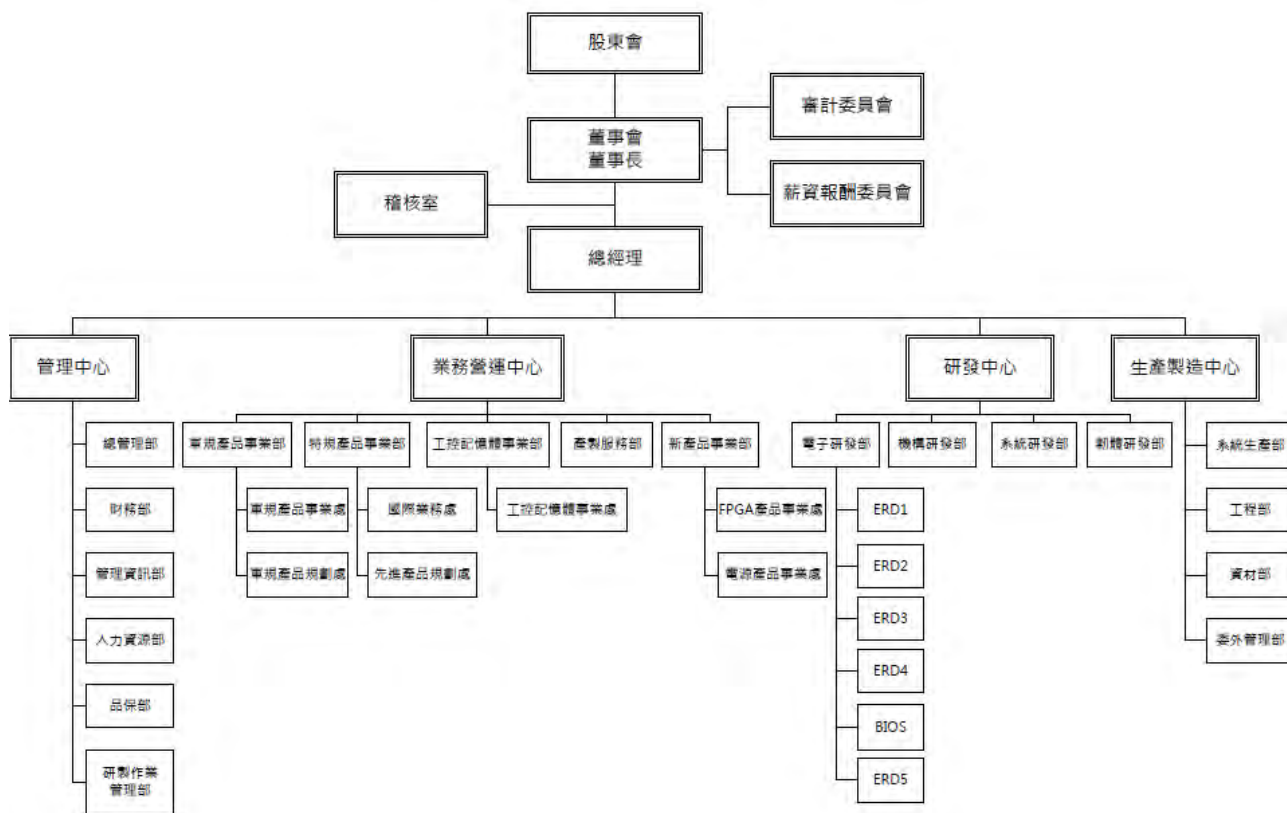 股東會
審計委員會
董事會
董事長
薪資報酬委員會
稽核室
總經理
管理中心
業務營運中心
研發中心
生產製造中心
總管理部
軍規產品事業部
特規產品事業部
工控記憶體事業部
產製服務部
新產品事業部
電子研發部
機構研發部
系統研發部
韌體研發部
系統生產部
財務部
軍規產品事業處
國際業務處
工控記憶體事業處
FPGA產品事業處
ERD1
工程部
管理資訊部
軍規產品規劃處
先進產品規劃處
電源產品事業處
ERD2
資材部
人力資源部
ERD3
委外管理部
ERD4
品保部
BIOS
研製作業
管理部
ERD5